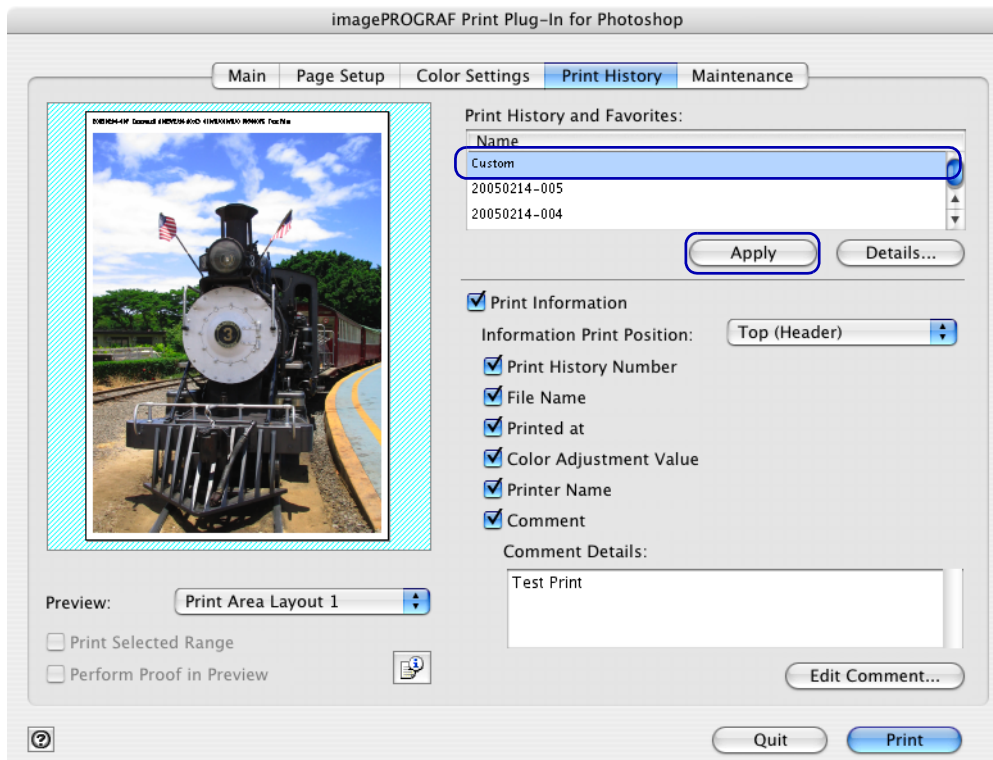 imagePROGRAF Print Plug-In for Photoshop
Main Page Setup Color Settings Print History Maintenance
Print History and Favorites:
Name
Custom
20050214-005
20050214-004
Apply Details...
Print Information
Information Print Position: Top (Header)
Print History Number
File Name
Printed at
Color Adjustment Value
Printer Name
Comment
Comment Details:
Test Print
Edit Comment...
3
Preview: Print Area Layout 1
Print Selected Range
Perform Proof in Preview
Quit Print